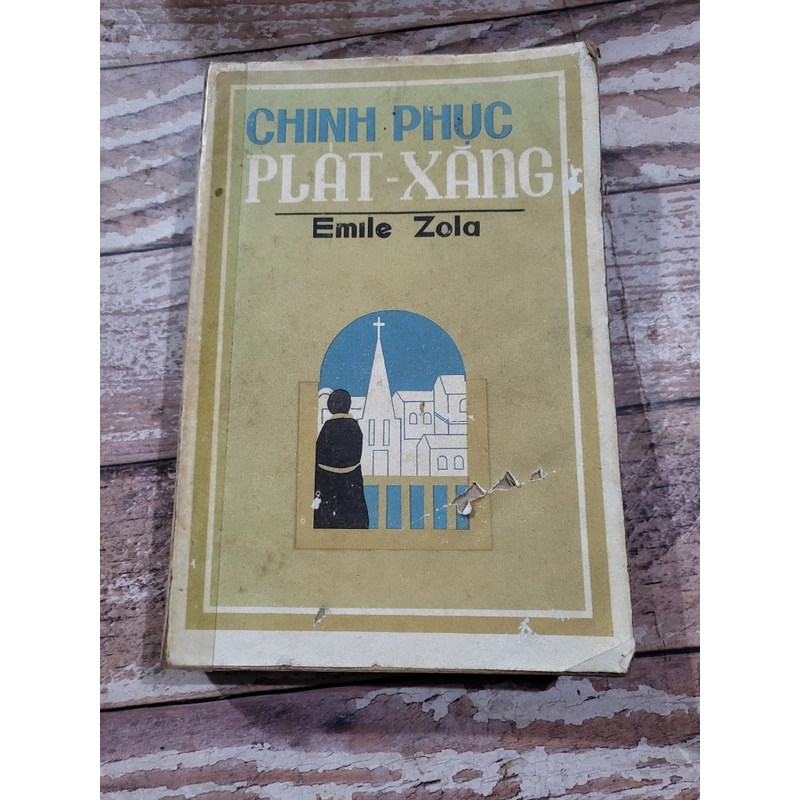 CHINH PHỤC
PLÁT-XĂNG
Emile Zola